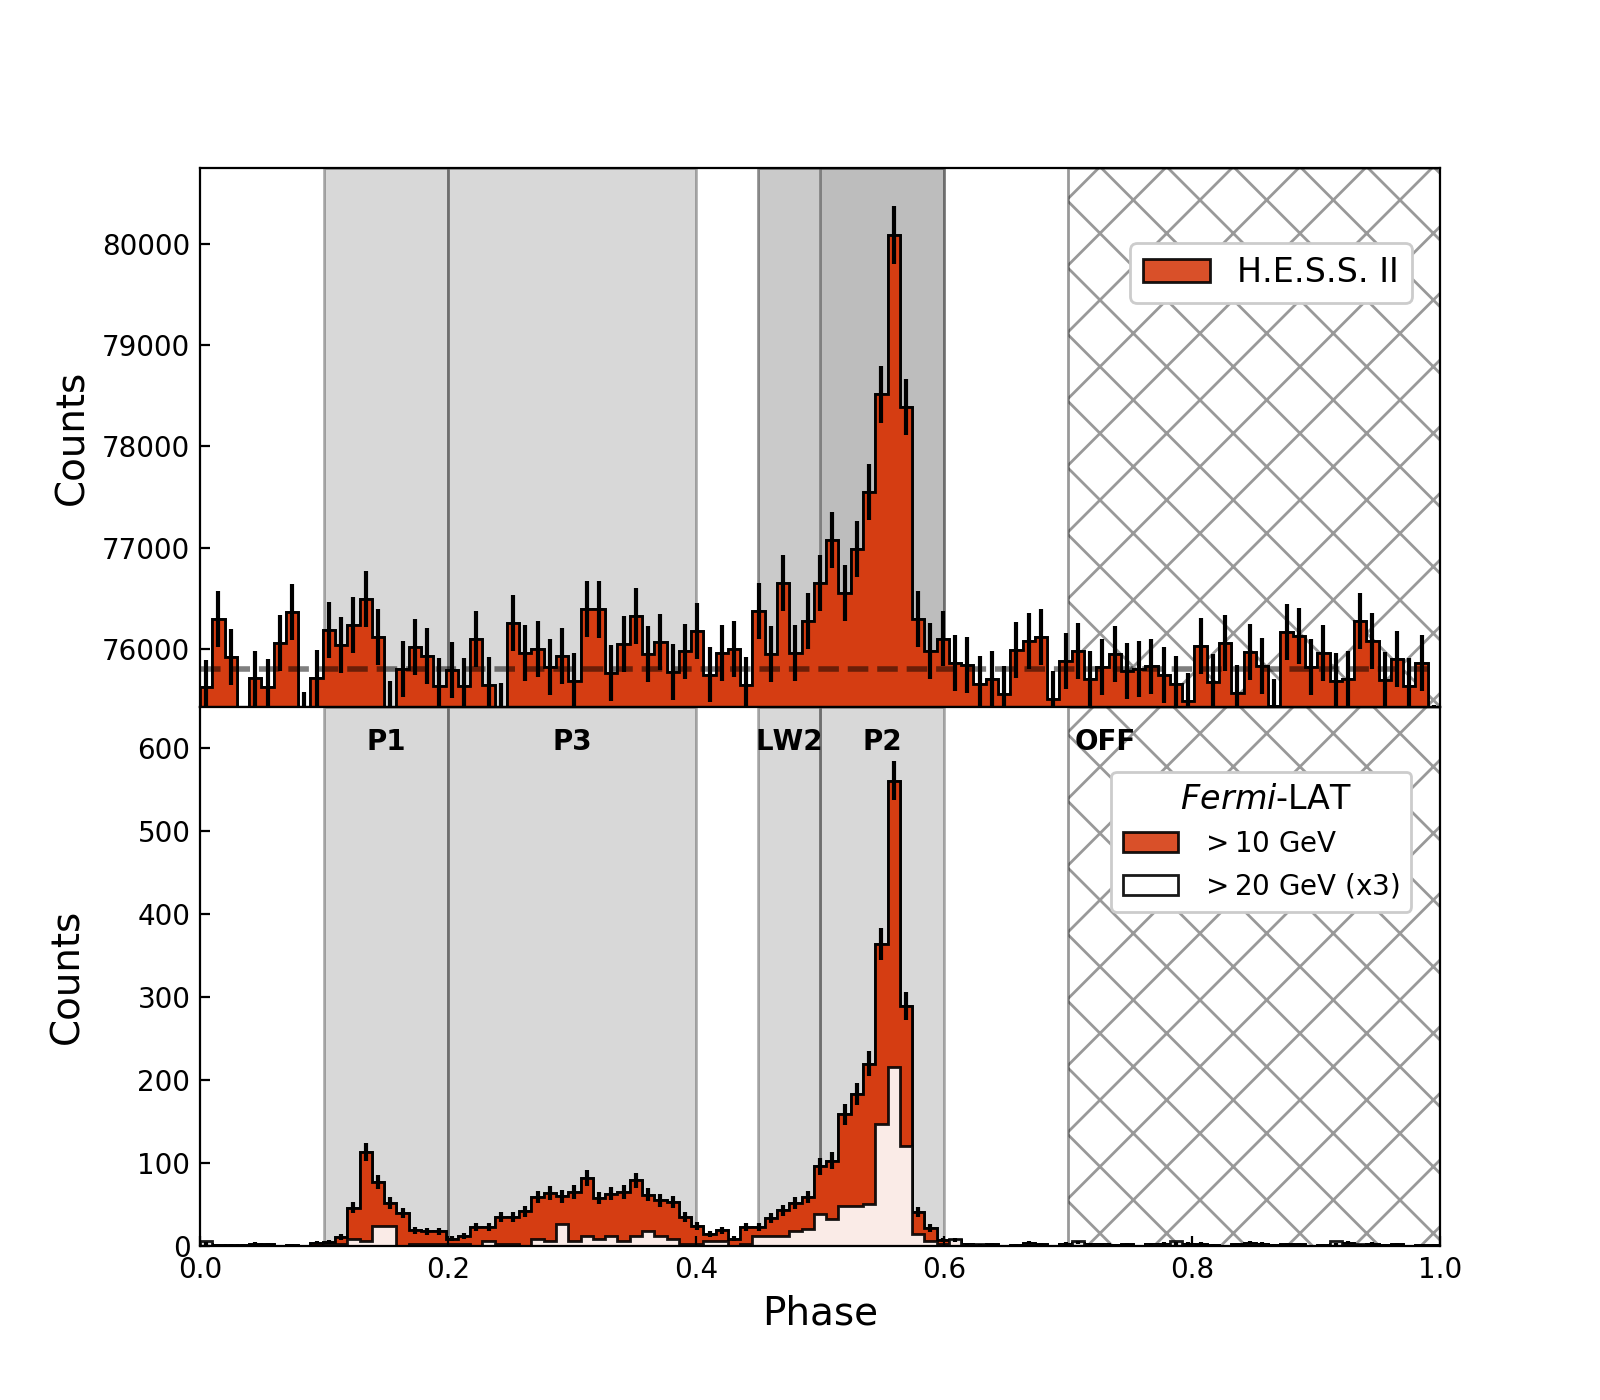 80000
79000
78000
77000
76000
Counts
H.E.S.S. II
P1 P3 LW2 P2 OFF
600
500
400
300
200
100
0
Counts
Fermi-LAT
> 10 GeV
> 20 GeV (x3)
0.0 0.2 0.4 0.6 0.8 1.0
Phase